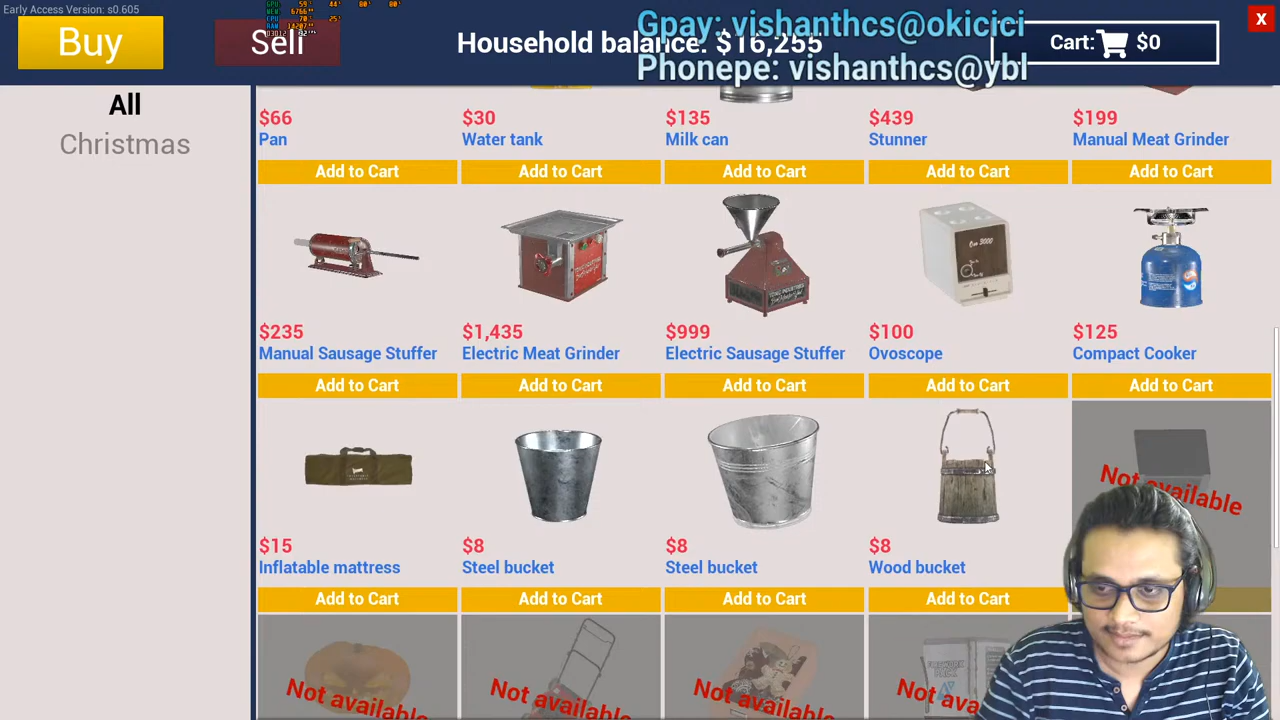 Early Access Version: s0.605
Buy
Sell
Household balance: $16,255
Gpay: vishanthcs@okicici
Phonepe: vishanthcs@ybl
Cart: $0
X
All
Christmas
$66
Pan
Add to Cart
$30
Water tank
Add to Cart
$135
Milk can
Add to Cart
$439
Stunner
Add to Cart
$199
Manual Meat Grinder
Add to Cart
$235
Manual Sausage Stuffer
Add to Cart
$1,435
Electric Meat Grinder
Add to Cart
$999
Electric Sausage Stuffer
Add to Cart
$100
Ovoscope
Add to Cart
$125
Compact Cooker
Add to Cart
$15
Inflatable mattress
Add to Cart
$8
Steel bucket
Add to Cart
$8
Steel bucket
Add to Cart
$8
Wood bucket
Add to Cart
Not available
Not available
Not available
Not available
Not av